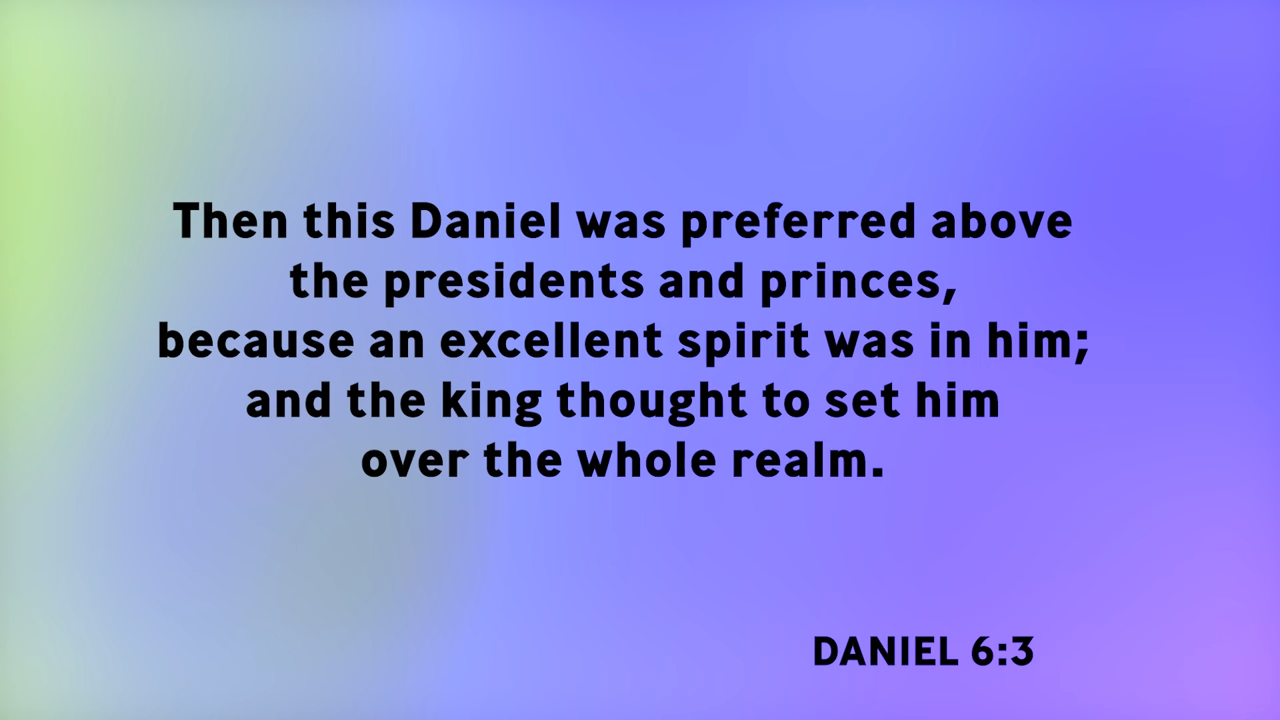 Then this Daniel was preferred above
the presidents and princes,
because an excellent spirit was in him;
and the king thought to set him
over the whole realm.
DANIEL 6:3